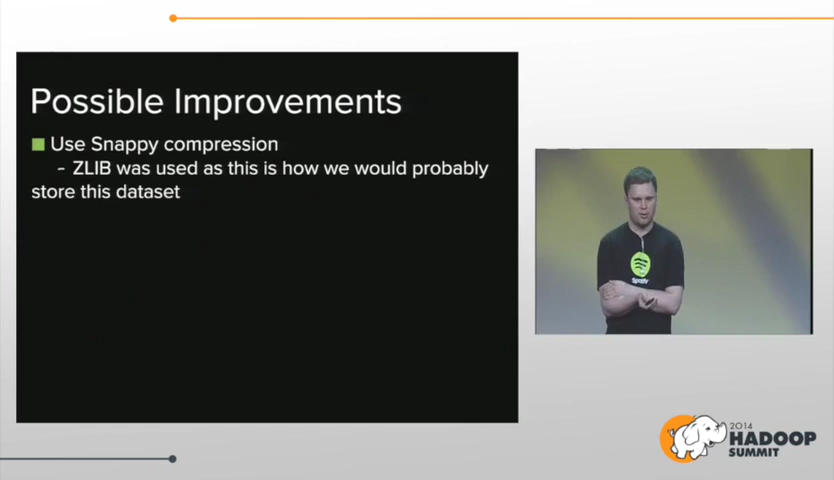 Possible Improvements
Use Snappy compression
- ZLIB was used as this is how we would probably
store this dataset
Spotify
2014
HADOOP
SUMMIT